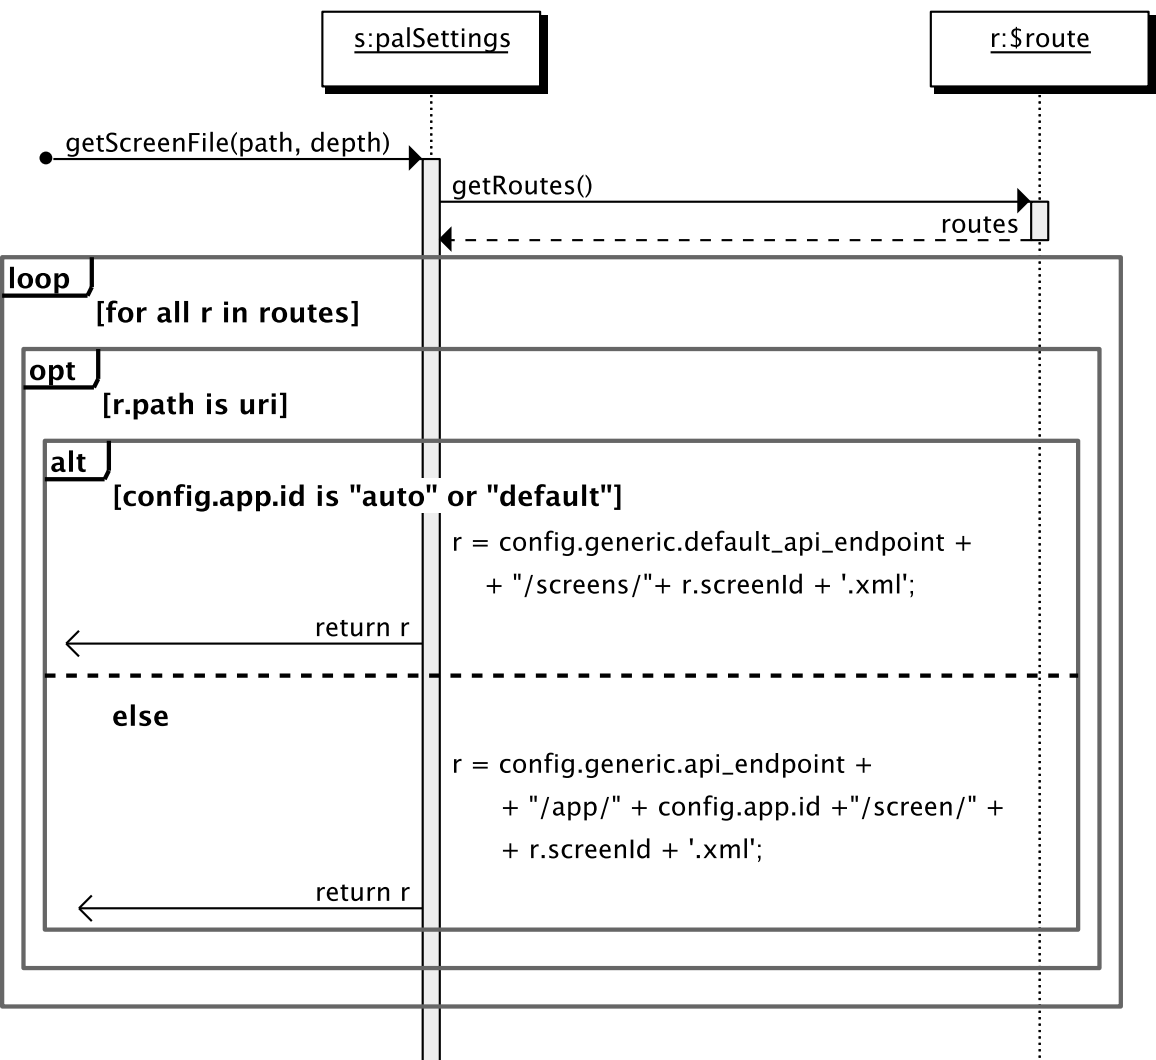 s:palSettings
r:$route
getScreenFile(path, depth)
getRoutes()
routes
loop
[for all r in routes]
opt
[r.path is uri]
alt
[config.app.id is "auto" or "default"]
r = config.generic.default_api_endpoint +
+ "/screens/"+ r.screenId + '.xml';
return r
else
r = config.generic.api_endpoint +
+ "/app/" + config.app.id +"/screen/" +
+ r.screenId + '.xml';
return r